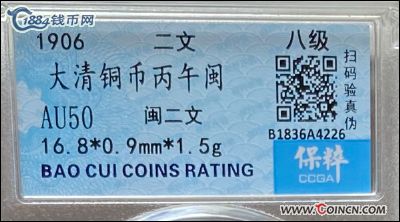 1884钱币网
1906 二文 八级
大清铜币丙午闽
AU50 闽二文
16.8*0.9mm*1.5g
BAO CUI COINS RATING
扫码验真伪
B1836A4226
保粹
CCGA
www.COINCN.COM